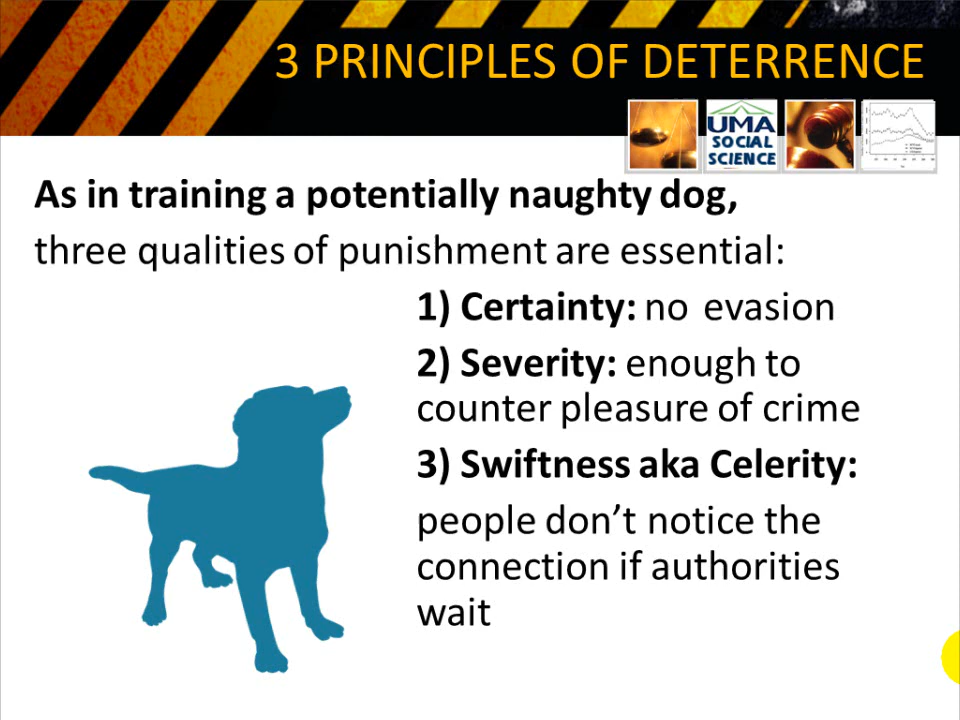 3 PRINCIPLES OF DETERRENCE
UMA
SOCIAL
SCIENCE
As in training a potentially naughty dog,
three qualities of punishment are essential:
1) Certainty: no evasion
2) Severity: enough to
counter pleasure of crime
3) Swiftness aka Celerity:
people don’t notice the
connection if authorities
wait